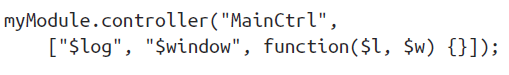 myModule.controller("MainCtrl",
    ["$log", "$window", function($l, $w) {}]);